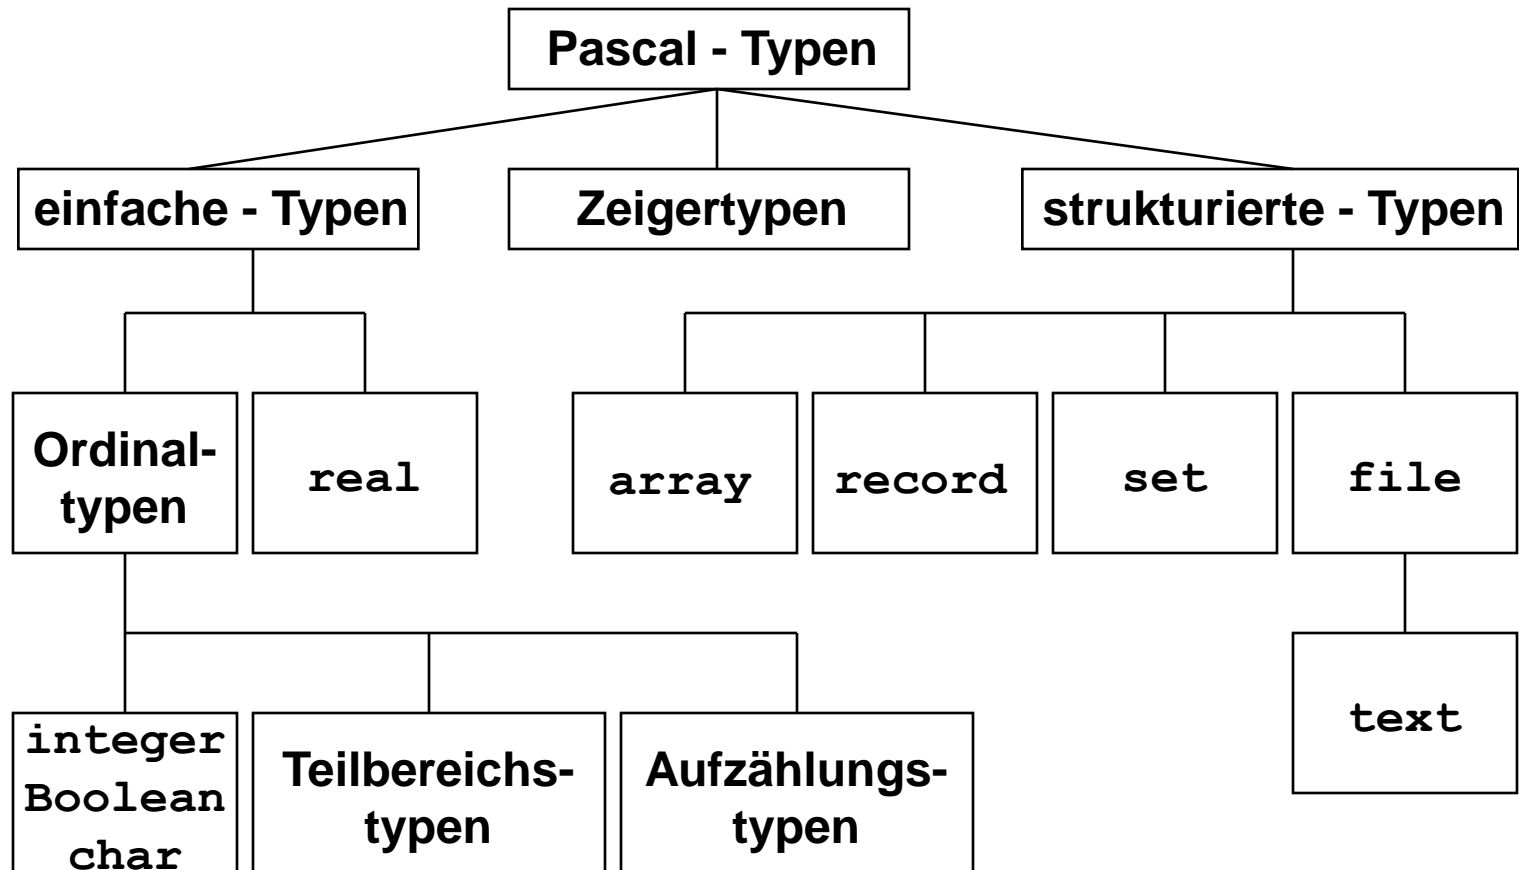 Pascal - Typen
einfache - Typen
Zeigertypen
strukturierte - Typen
Ordinal-
typen
real
array
record
set
file
text
integer
Boolean
char
Teilbereichs-
typen
Aufzählungs-
typen